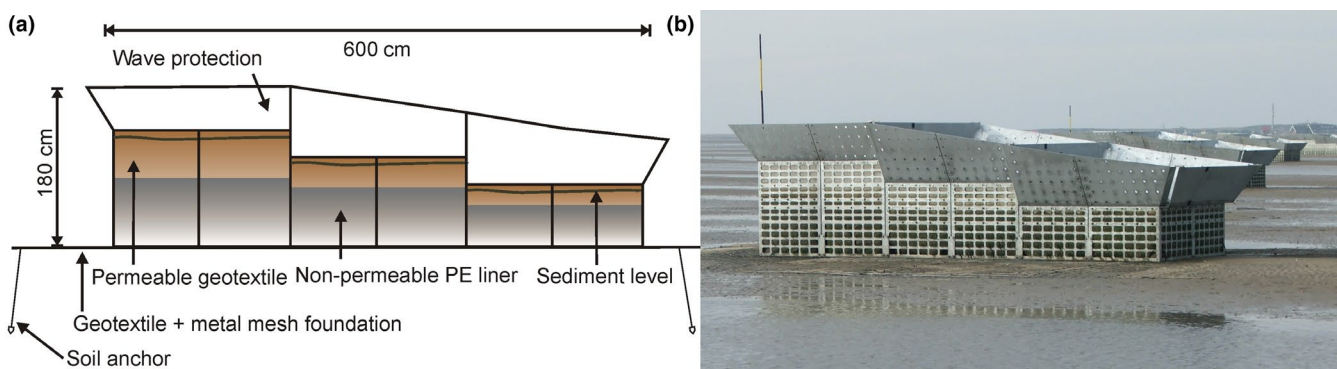 (a)
600 cm
(b)
Wave protection
180 cm
Permeable geotextile
Non-permeable PE liner
Sediment level
Geotextile + metal mesh foundation
Soil anchor